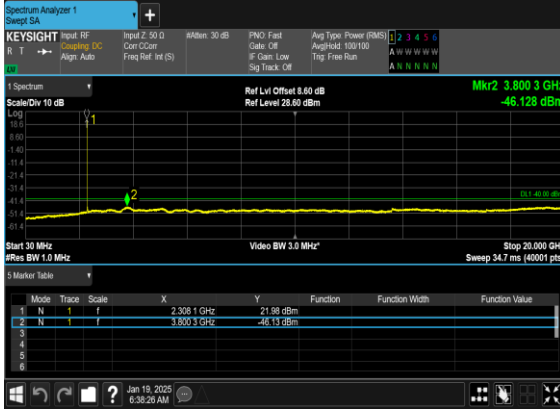 Spectrum Analyzer 1
Swept SA
+
KEYSIGHT
R T
Input: RF
Coupling: DC
Align: Auto
Input Z: 50 Ω
Corr CCorr
Freq Ref: Int (S)
#Atten: 30 dB
PNO: Fast
Gate: Off
IF Gain: Low
Sig Track: Off
Avg Type: Power (RMS)
Avg|Hold: 100/100
Trig: Free Run
1 2 3 4 5 6
A W W W W W
A N N N N N
1 Spectrum
Scale/Div 10 dB
Ref Lvl Offset 8.60 dB
Ref Level 28.60 dBm
Mkr2 3.800 3 GHz
-46.128 dBm
Log
18.6
8.60
-1.40
-11.4
-21.4
-31.4
-41.4
-51.4
-61.4
1
2
DL1 -40.00 dBm
Start 30 MHz
#Res BW 1.0 MHz
Video BW 3.0 MHz*
Stop 20.000 GHz
Sweep 34.7 ms (40001 pts)
5 Marker Table
Mode Trace Scale X Y Function Function Width Function Value
1 N 1 f 2.308 1 GHz 21.98 dBm
2 N 1 f 3.800 3 GHz -46.13 dBm
3
4
5
6
?
Jan 19, 2025
6:38:26 AM